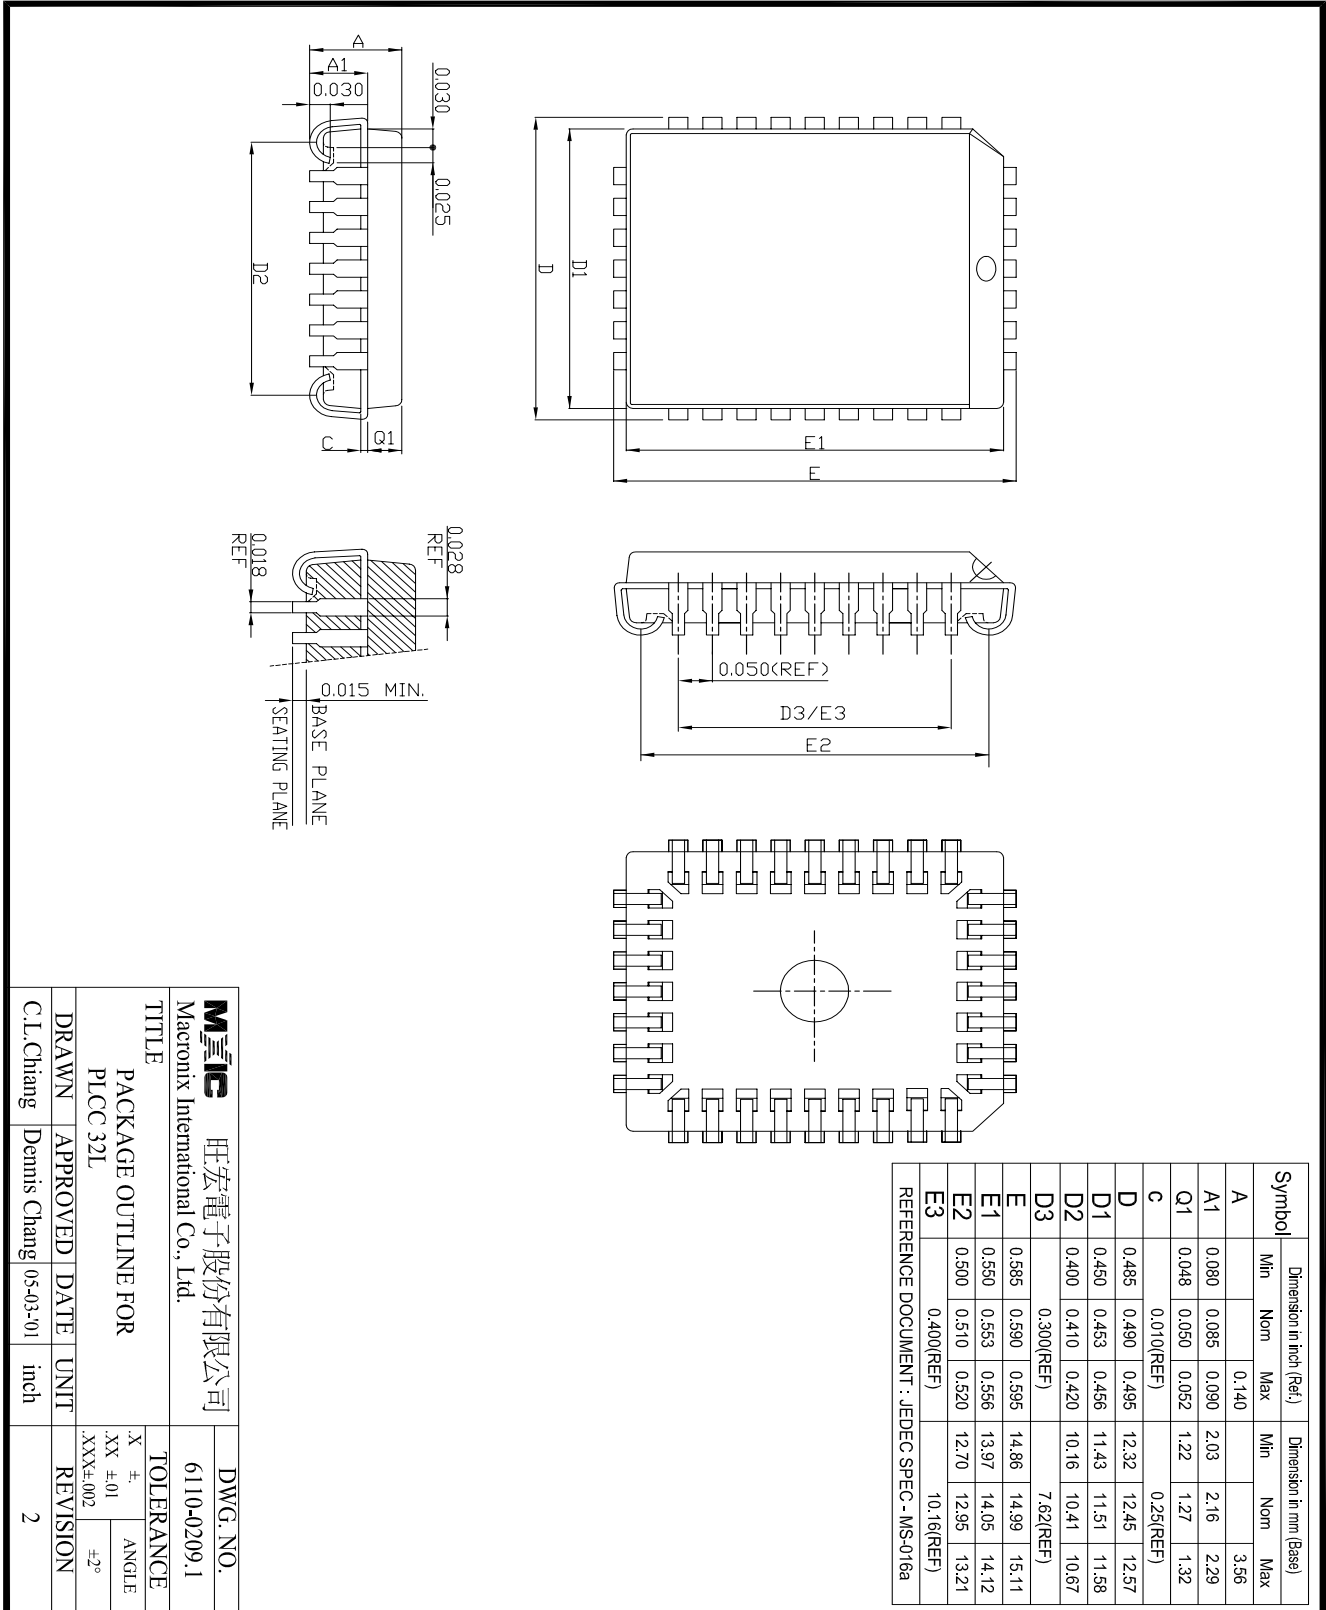 A
A1
0.030
0.030
0.025
D2
C
Q1
D
D1
E1
E
0.028
REF
0.018
REF
0.015 MIN.
BASE PLANE
SEATING PLANE
0.050(REF)
D3/E3
E2
Symbol Dimension in inch (Ref.) Dimension in mm (Base)
Min Nom Max Min Nom Max
A 0.140 3.56
A1 0.080 0.085 0.090 2.03 2.16 2.29
Q1 0.048 0.050 0.052 1.22 1.27 1.32
C 0.010(REF) 0.25(REF)
D 0.485 0.490 0.495 12.32 12.45 12.57
D1 0.450 0.453 0.456 11.43 11.51 11.58
D2 0.400 0.410 0.420 10.16 10.41 10.67
D3 0.300(REF) 7.62(REF)
E 0.585 0.590 0.595 14.86 14.99 15.11
E1 0.550 0.553 0.556 13.97 14.05 14.12
E2 0.500 0.510 0.520 12.70 12.95 13.21
E3 0.400(REF) 10.16(REF)
REFERENCE DOCUMENT : JEDEC SPEC - MS-016a
MXIC 旺宏電子股份有限公司
Macronix International Co., Ltd.
DWG. NO.
6110-0209.1
TITLE
PACKAGE OUTLINE FOR
PLCC 32L
TOLERANCE
.X ±.
.XX ±.01
.XXX±.002
ANGLE
±2°
DRAWN APPROVED DATE UNIT REVISION
C.L.Chiang Dennis Chang 05-03-'01 inch 2